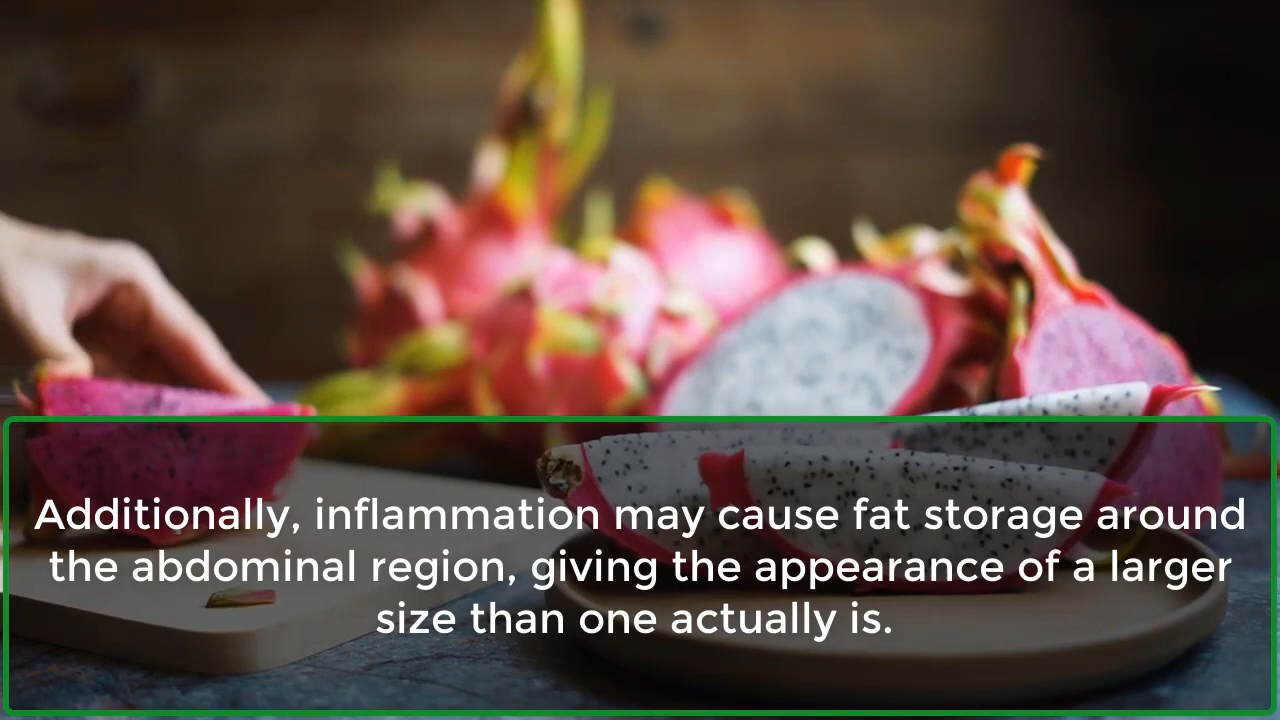 Additionally, inflammation may cause fat storage around
the abdominal region, giving the appearance of a larger
size than one actually is.